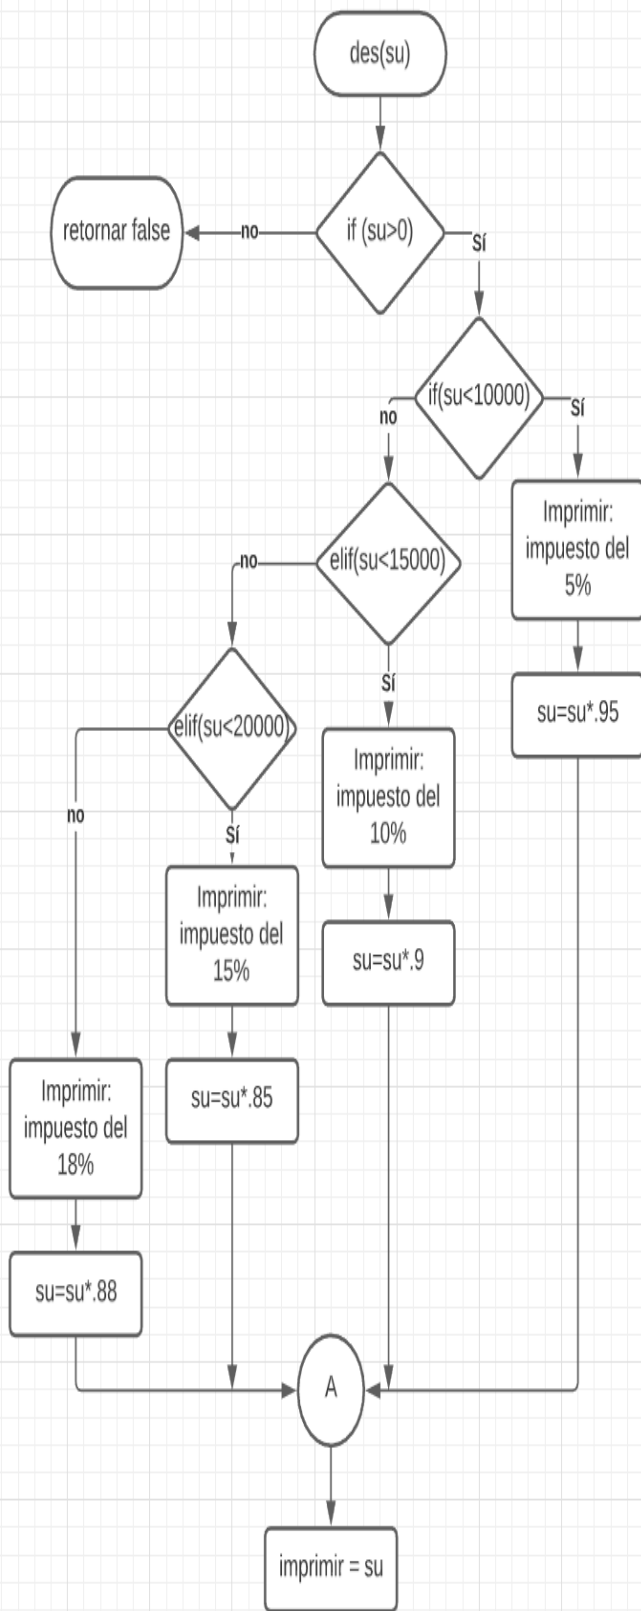 des(su)
if (su>0)
no
retornar false
Sí
if(su<10000)
no
Sí
Imprimir:
impuesto del
5%
su=su*.95
elif(su<15000)
no
Sí
Imprimir:
impuesto del
10%
su=su*.9
elif(su<20000)
no
Sí
Imprimir:
impuesto del
15%
su=su*.85
Imprimir:
impuesto del
18%
su=su*.88
A
imprimir = su